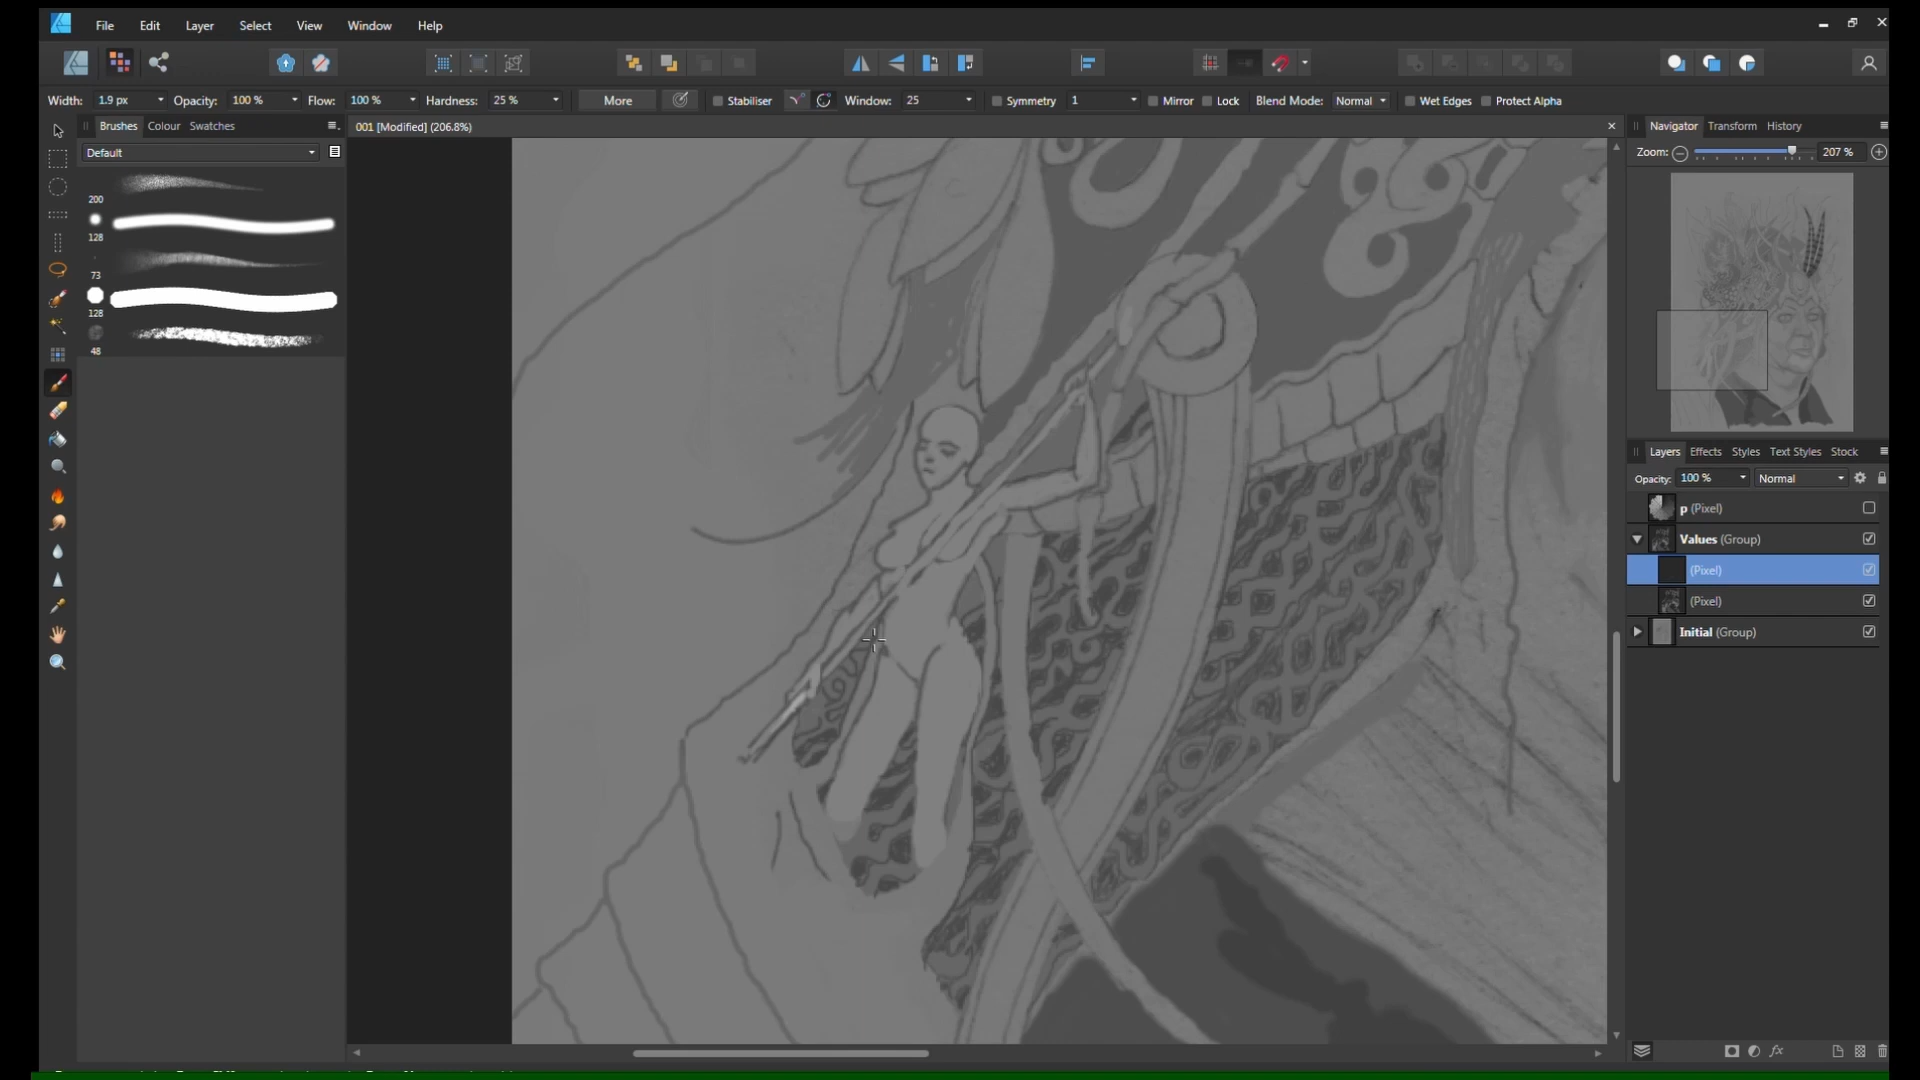 File Edit Layer Select View Window Help
Width: 1.9 px Opacity: 100 % Flow: 100 % Hardness: 25 % More Stabiliser Window: 25 Symmetry 1 Mirror Lock Blend Mode: Normal Wet Edges Protect Alpha
Brushes Colour Swatches
001 [Modified] (206.8%)
Navigator Transform History
Default
Zoom: 207 %
200
128
73
128
48
Layers Effects Styles Text Styles Stock
Opacity: 100 % Normal
p (Pixel)
Values (Group)
(Pixel)
(Pixel)
Initial (Group)
fx